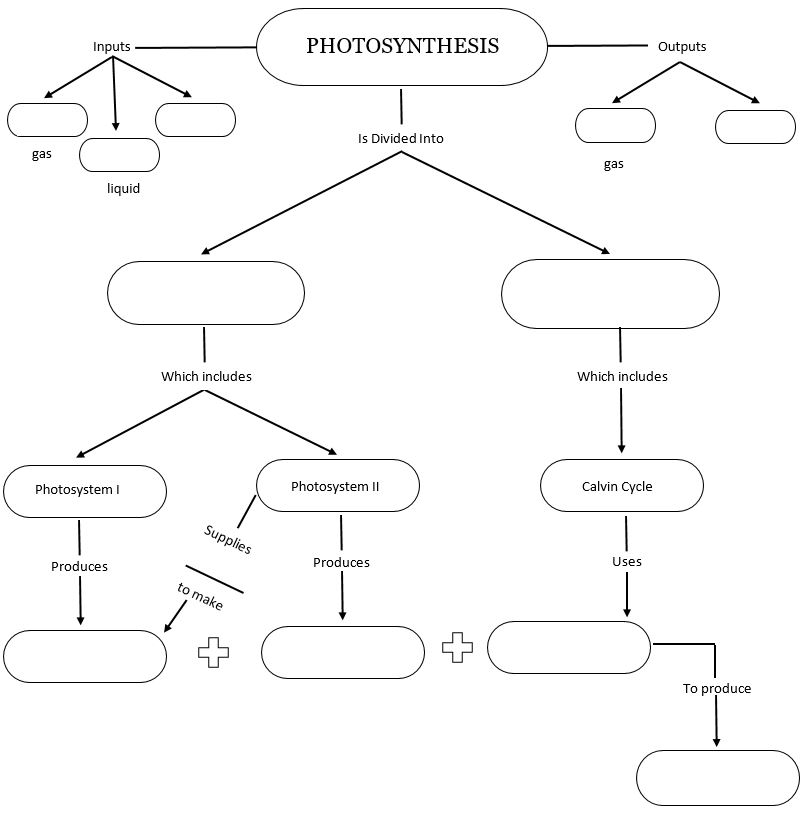 PHOTOSYNTHESIS
Inputs
Outputs
gas
liquid
gas
Is Divided Into
Which includes
Which includes
Photosystem I
Photosystem II
Calvin Cycle
Supplies
to make
Produces
Produces
Uses
To produce